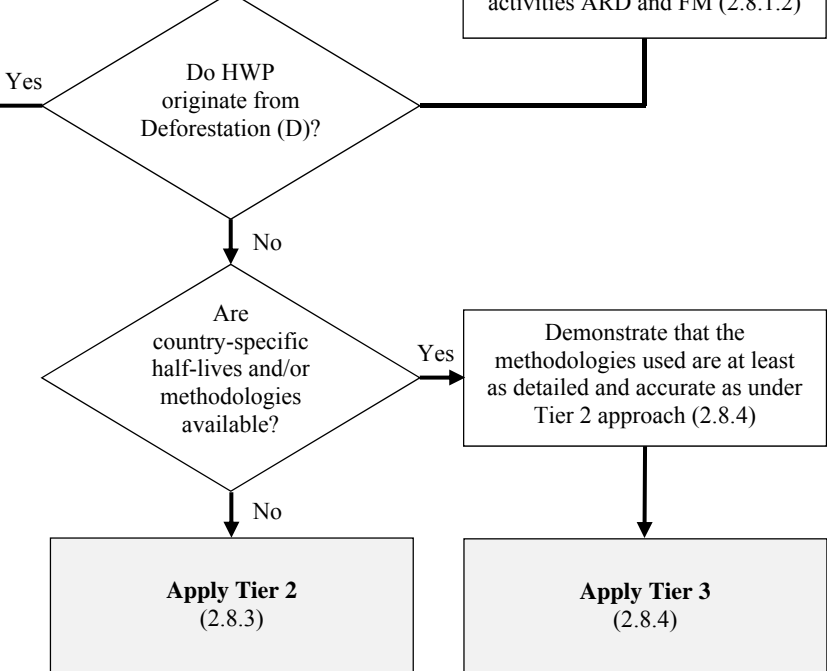 activities ARD and FM (2.8.1.2)
Yes
Do HWP
originate from
Deforestation (D)?
No
Are
country-specific
half-lives and/or
methodologies
available?
Yes
Demonstrate that the
methodologies used are at least
as detailed and accurate as under
Tier 2 approach (2.8.4)
No
Apply Tier 2
(2.8.3)
Apply Tier 3
(2.8.4)